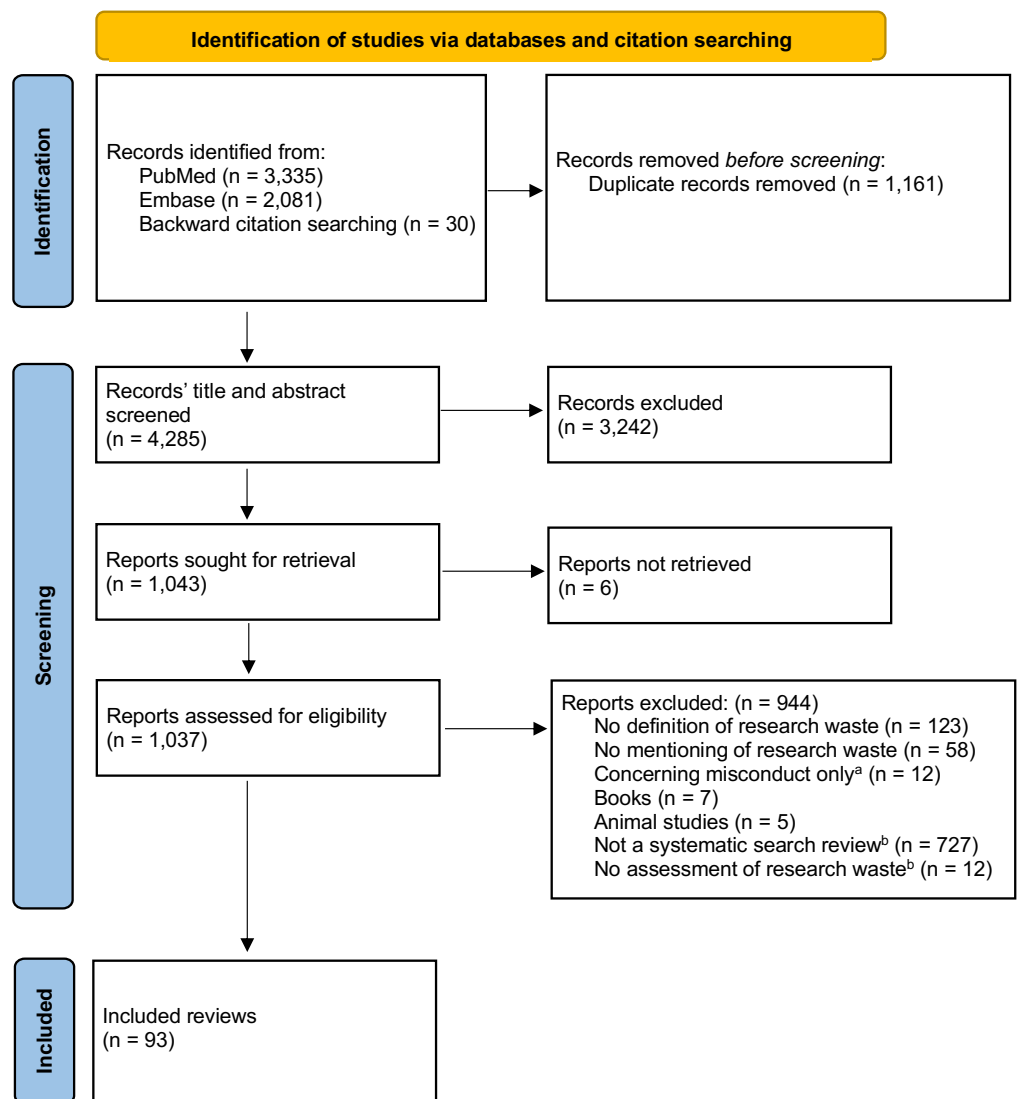 Identification of studies via databases and citation searching
Identification
Records identified from:
PubMed (n = 3,335)
Embase (n = 2,081)
Backward citation searching (n = 30)
Records removed before screening:
Duplicate records removed (n = 1,161)
Screening
Records’ title and abstract
screened
(n = 4,285)
Records excluded
(n = 3,242)
Reports sought for retrieval
(n = 1,043)
Reports not retrieved
(n = 6)
Reports assessed for eligibility
(n = 1,037)
Reports excluded: (n = 944)
No definition of research waste (n = 123)
No mentioning of research waste (n = 58)
Concerning misconduct onlyᵃ (n = 12)
Books (n = 7)
Animal studies (n = 5)
Not a systematic search reviewᵇ (n = 727)
No assessment of research wasteᵇ (n = 12)
Included
Included reviews
(n = 93)